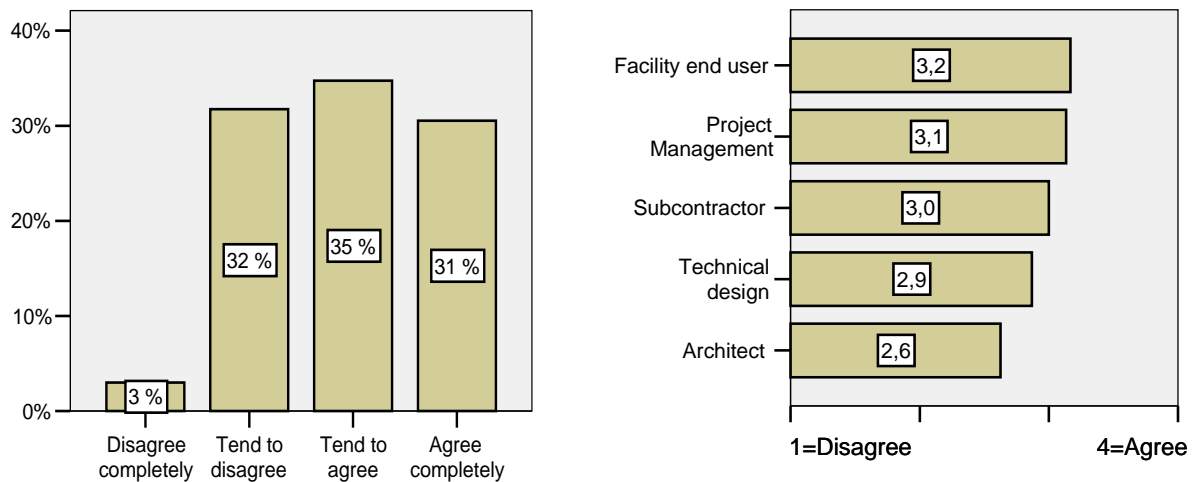 40%
30%
20%
10%
0%
32 %
35 %
31 %
3 %
Disagree
completely
Tend to
disagree
Tend to
agree
Agree
completely
Facility end user
3,2
Project
Management
3,1
Subcontractor
3,0
Technical
design
2,9
Architect
2,6
1=Disagree
4=Agree